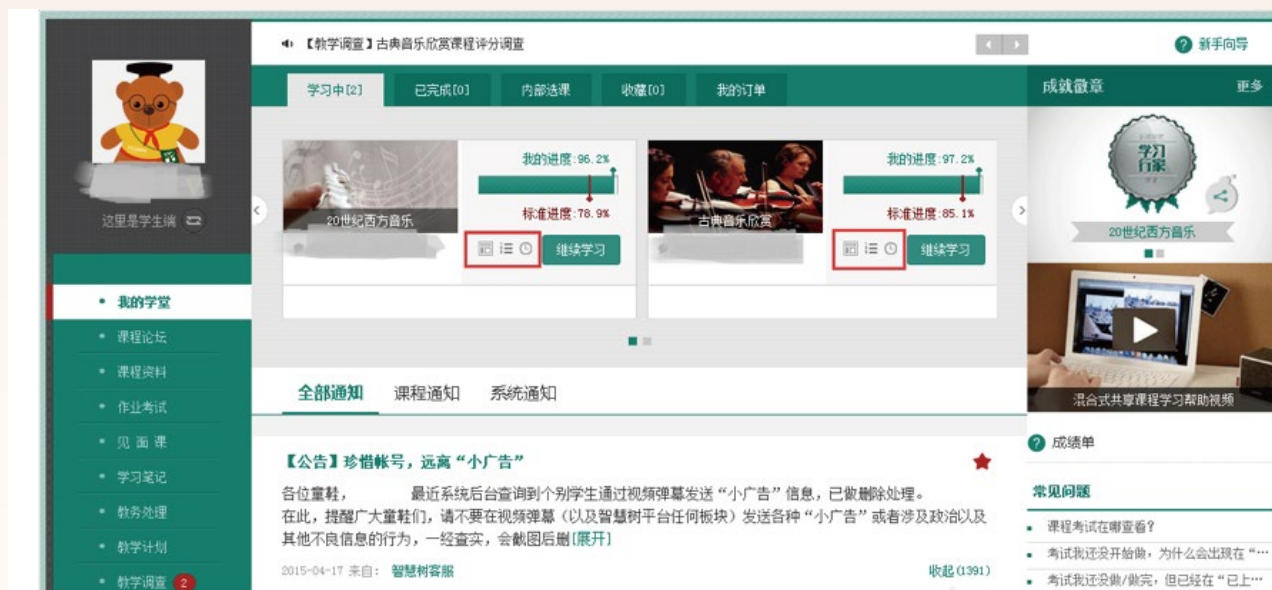 【教学调查】古典音乐欣赏课程评分调查
新手向导
这里是学生端
我的学堂
课程论坛
课程资料
作业考试
见面课
学习笔记
教务处理
教学计划
教学调查 2
学习中[2] 已完成[0] 内部选课 收藏[0] 我的订单
20世纪西方音乐
我的进度:96.2%
标准进度:78.9%
继续学习
古典音乐欣赏
我的进度:97.2%
标准进度:85.1%
继续学习
全部通知 课程通知 系统通知
【公告】珍惜帐号，远离“小广告”
各位童鞋， 最近系统后台查询到个别学生通过视频弹幕发送“小广告”信息，已做删除处理。
在此，提醒广大童鞋们，请不要在视频弹幕（以及智慧树平台任何板块）发送各种“小广告”或者涉及政治以及
其他不良信息的行为，一经查实，会截图后删[展开]
2015-04-17 来自： 智慧树客服
收起(1391)
成就徽章 更多
学习
行家
20世纪西方音乐
混合式共享课程学习帮助视频
成绩单
常见问题
课程考试在哪查看?
考试我还没开始做，为什么会出现在“…
考试我还没做/做完，但已经在“已上…